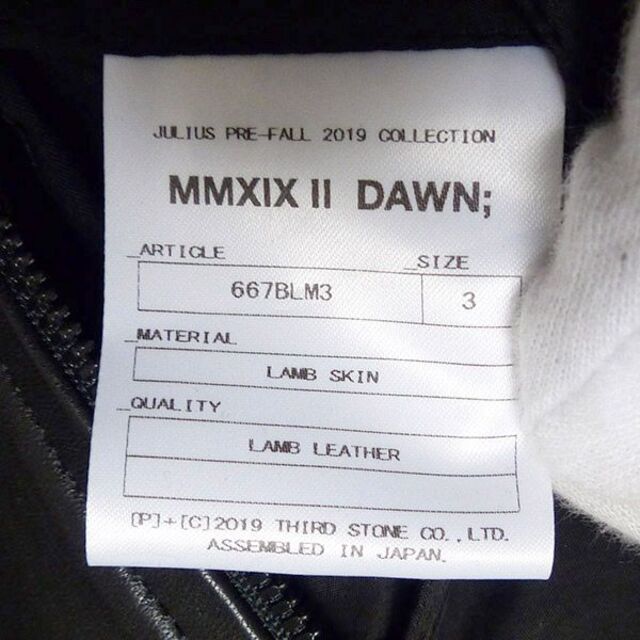 JULIUS PRE-FALL 2019 COLLECTION
MMXIX II DAWN;
_ARTICLE _SIZE
667BLM3 3
_MATERIAL
LAMB SKIN
_QUALITY
LAMB LEATHER
[P]+[C]2019 THIRD STONE CO.,LTD.
ASSEMBLED IN JAPAN.